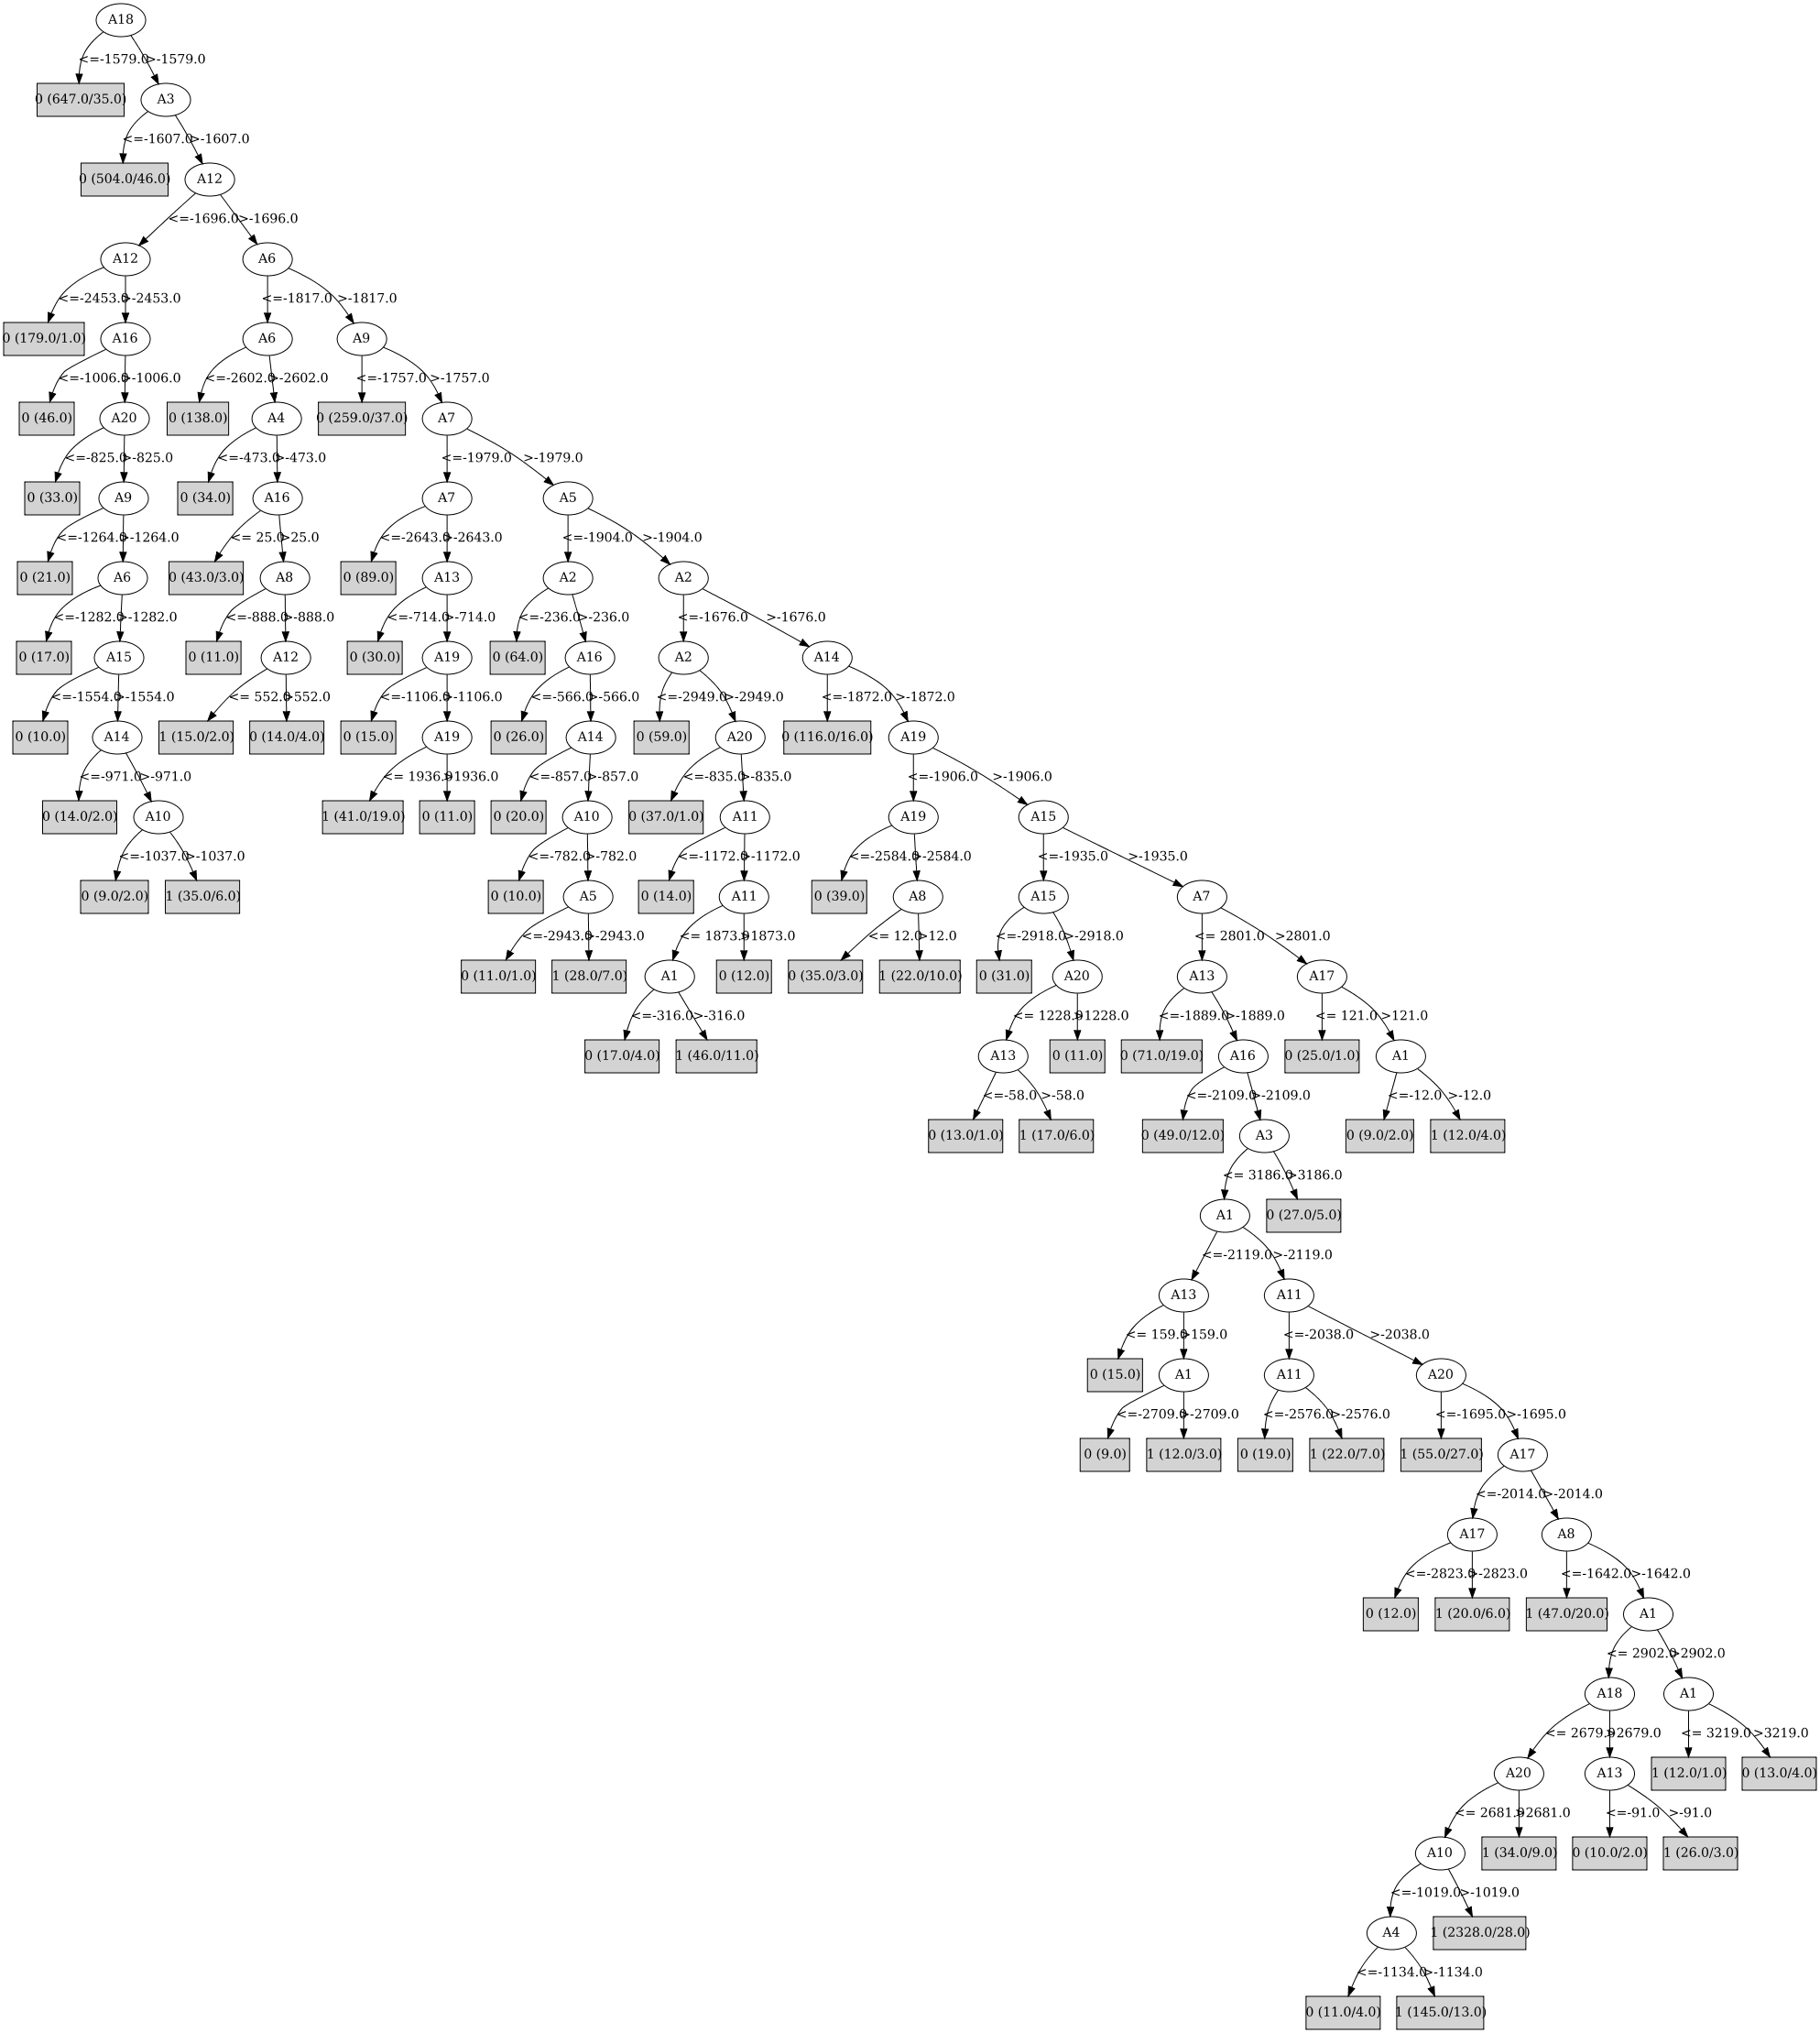 A18
<=-1579.0 >-1579.0
0 (647.0/35.0) A3
<=-1607.0 >-1607.0
0 (504.0/46.0) A12
<=-1696.0 >-1696.0
A12 A6
<=-2453.0 >-2453.0 <=-1817.0 >-1817.0
0 (179.0/1.0) A16 A6 A9
<=-1006.0 >-1006.0 <=-2602.0 >-2602.0 <=-1757.0 >-1757.0
0 (46.0) A20 0 (138.0) A4 0 (259.0/37.0) A7
<=-825.0 >-825.0 <=-473.0 >-473.0 <=-1979.0 >-1979.0
0 (33.0) A9 0 (34.0) A16 A7 A5
<=-1264.0 >-1264.0 <= 25.0 >25.0 <=-2643.0 >-2643.0 <=-1904.0 >-1904.0
0 (21.0) A6 0 (43.0/3.0) A8 0 (89.0) A13 A2 A2
<=-1282.0 >-1282.0 <=-888.0 >-888.0 <=-714.0 >-714.0 <=-236.0 >-236.0 <=-1676.0 >-1676.0
0 (17.0) A15 0 (11.0) A12 0 (30.0) A19 0 (64.0) A16 A2 A14
<=-1554.0 >-1554.0 <= 552.0 >552.0 <=-1106.0 >-1106.0 <=-566.0 >-566.0 <=-2949.0 >-2949.0 <=-1872.0 >-1872.0
0 (10.0) A14 1 (15.0/2.0) 0 (14.0/4.0) 0 (15.0) A19 0 (26.0) A14 0 (59.0) A20 0 (116.0/16.0) A19
<=-971.0 >-971.0 <= 1936.0 >1936.0 <=-857.0 >-857.0 <=-835.0 >-835.0 <=-1906.0 >-1906.0
0 (14.0/2.0) A10 1 (41.0/19.0) 0 (11.0) 0 (20.0) A10 0 (37.0/1.0) A11 A19 A15
<=-1037.0 >-1037.0 <=-782.0 >-782.0 <=-1172.0 >-1172.0 <=-2584.0 >-2584.0 <=-1935.0 >-1935.0
0 (9.0/2.0) 1 (35.0/6.0) 0 (10.0) A5 0 (14.0) A11 0 (39.0) A8 A15 A7
<=-2943.0 >-2943.0 <= 1873.0 >1873.0 <= 12.0 >12.0 <=-2918.0 >-2918.0 <= 2801.0 >2801.0
0 (11.0/1.0) 1 (28.0/7.0) A1 0 (12.0) 0 (35.0/3.0) 1 (22.0/10.0) 0 (31.0) A20 A13 A17
<=-316.0 >-316.0 <= 1228.0 >1228.0 <=-1889.0 >-1889.0 <= 121.0 >121.0
0 (17.0/4.0) 1 (46.0/11.0) A13 0 (11.0) 0 (71.0/19.0) A16 0 (25.0/1.0) A1
<=-58.0 >-58.0 <=-2109.0 >-2109.0 <=-12.0 >-12.0
0 (13.0/1.0) 1 (17.0/6.0) 0 (49.0/12.0) A3 0 (9.0/2.0) 1 (12.0/4.0)
<= 3186.0 >3186.0
A1 0 (27.0/5.0)
<=-2119.0 >-2119.0
A13 A11
<= 159.0 >159.0 <=-2038.0 >-2038.0
0 (15.0) A1 A11 A20
<=-2709.0 >-2709.0 <=-2576.0 >-2576.0 <=-1695.0 >-1695.0
0 (9.0) 1 (12.0/3.0) 0 (19.0) 1 (22.0/7.0) 1 (55.0/27.0) A17
<=-2014.0 >-2014.0
A17 A8
<=-2823.0 >-2823.0 <=-1642.0 >-1642.0
0 (12.0) 1 (20.0/6.0) 1 (47.0/20.0) A1
<= 2902.0 >2902.0
A18 A1
<= 2679.0 >2679.0 <= 3219.0 >3219.0
A20 A13 1 (12.0/1.0) 0 (13.0/4.0)
<= 2681.0 >2681.0 <=-91.0 >-91.0
A10 1 (34.0/9.0) 0 (10.0/2.0) 1 (26.0/3.0)
<=-1019.0 >-1019.0
A4 1 (2328.0/28.0)
<=-1134.0 >-1134.0
0 (11.0/4.0) 1 (145.0/13.0)